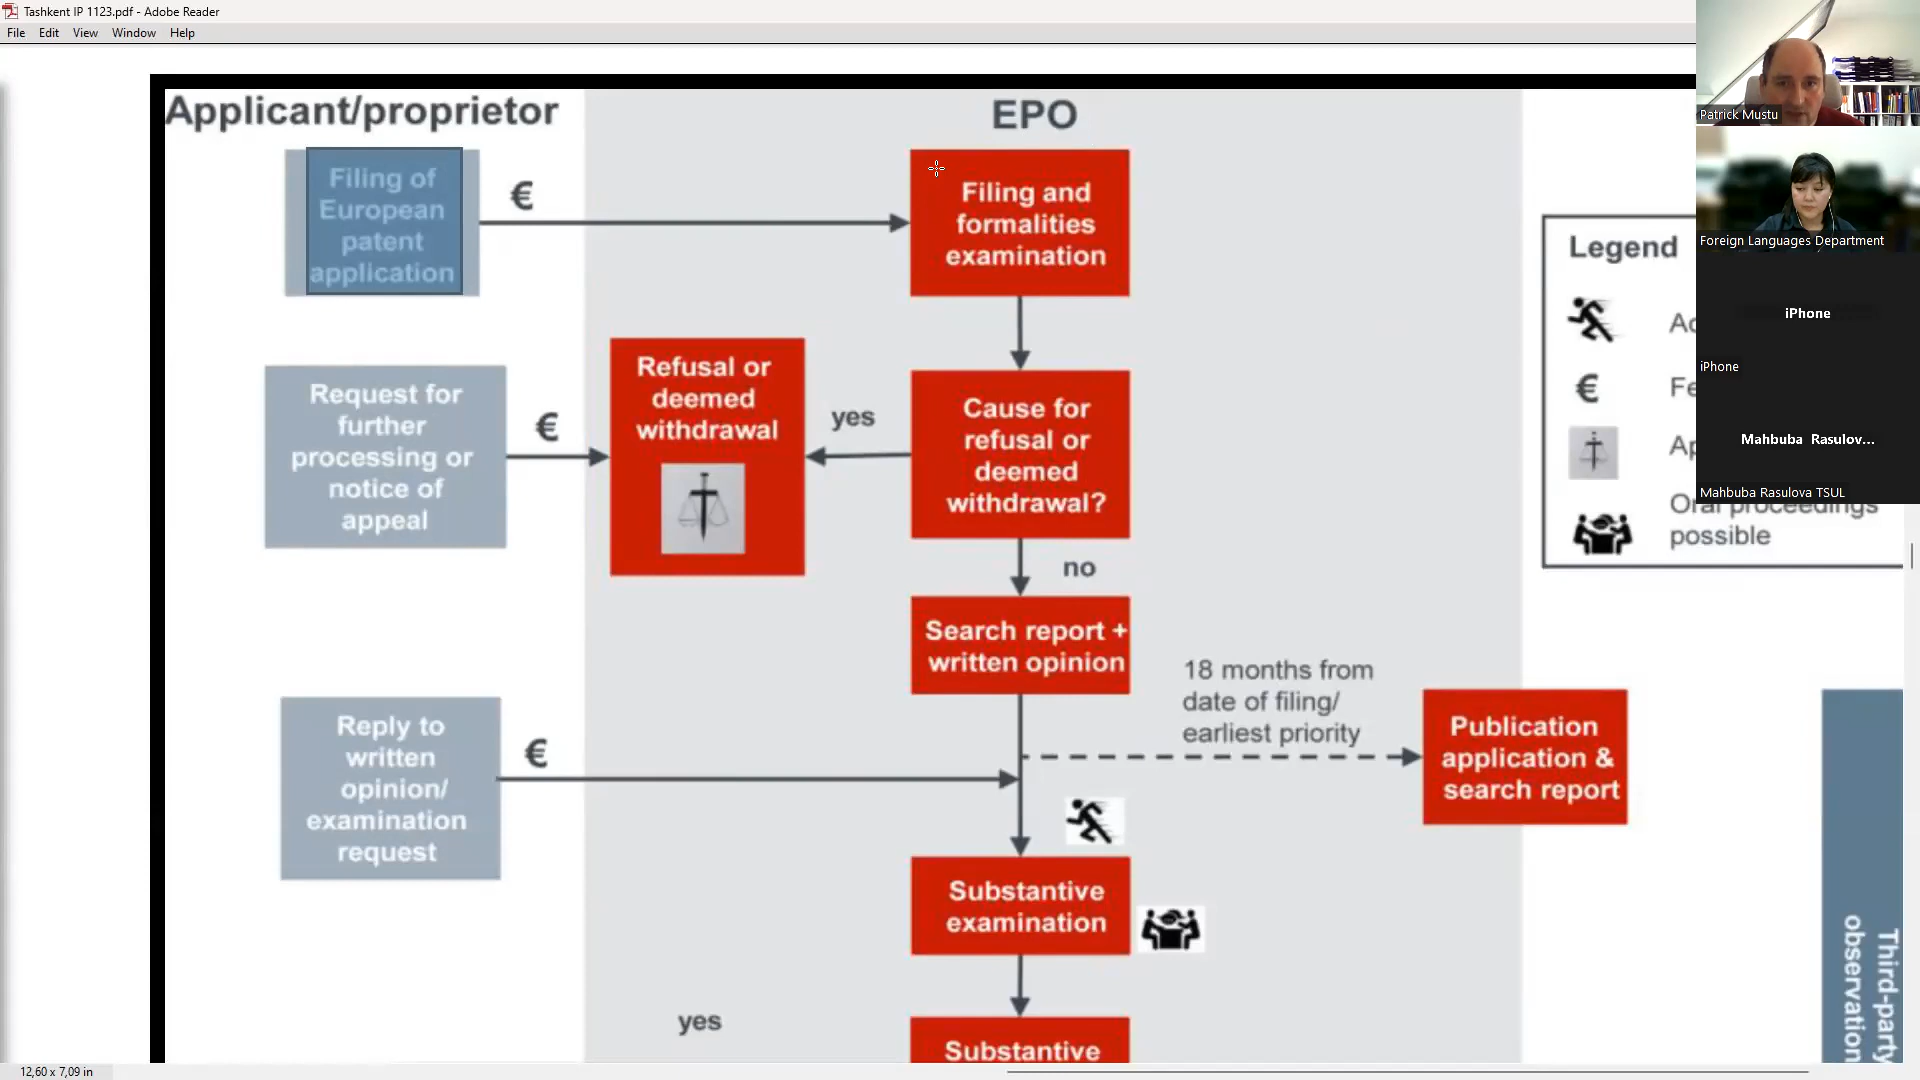 Tashkent IP 1123.pdf - Adobe Reader
File Edit View Window Help
Applicant/proprietor
EPO
Filing of
European
patent
application
€
Filing and
formalities
examination
Request for
further
processing or
notice of
appeal
€
Refusal or
deemed
withdrawal
yes
Cause for
refusal or
deemed
withdrawal?
no
Search report +
written opinion
18 months from
date of filing/
earliest priority
Publication
application &
search report
Reply to
written
opinion/
examination
request
€
Substantive
examination
yes
Substantive
Legend
€
Oral proceedings
possible
Third-party
observation
Patrick Mustu
Foreign Languages Department
iPhone
iPhone
Mahbuba Rasulov...
Mahbuba Rasulova TSUL
12,60 x 7,09 in